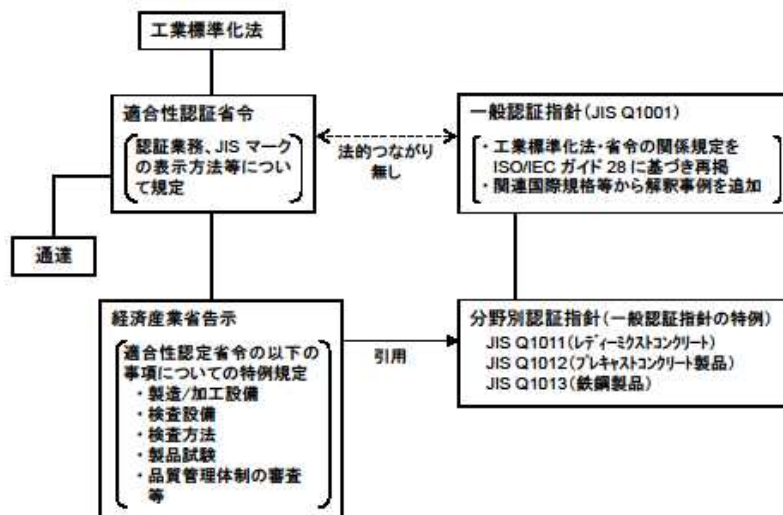 工業標準化法
適合性認証省令
認証業務、JIS マーク
の表示方法等につい
て規定
法的つながり
無し
一般認証指針(JIS Q1001)
・工業標準化法・省令の関係規定を
ISO/IEC ガイド 28 に基づき再掲
・関連国際規格等から解釈事例を追加
通達
経済産業省告示
適合性認定省令の以下の
事項についての特例規定
・製造/加工設備
・検査設備
・検査方法
・製品試験
・品質管理体制の審査
等
引用
分野別認証指針(一般認証指針の特例)
JIS Q1011(レディーミクストコンクリート)
JIS Q1012(プレキャストコンクリート製品)
JIS Q1013(鉄鋼製品)